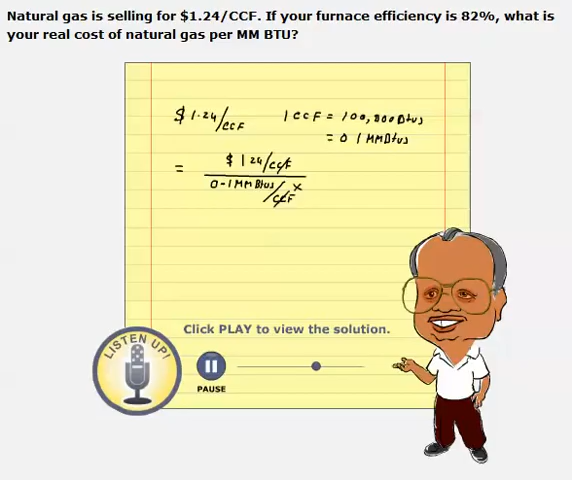 Natural gas is selling for $1.24/CCF. If your furnace efficiency is 82%, what is
your real cost of natural gas per MM BTU?
$1.24/CCF 1 CCF = 100,000 Btus
= 0.1 MMBtus
= $1.24/CCF
0.1 MM Btus/CCF x
Click PLAY to view the solution.
LISTEN UP!
PAUSE